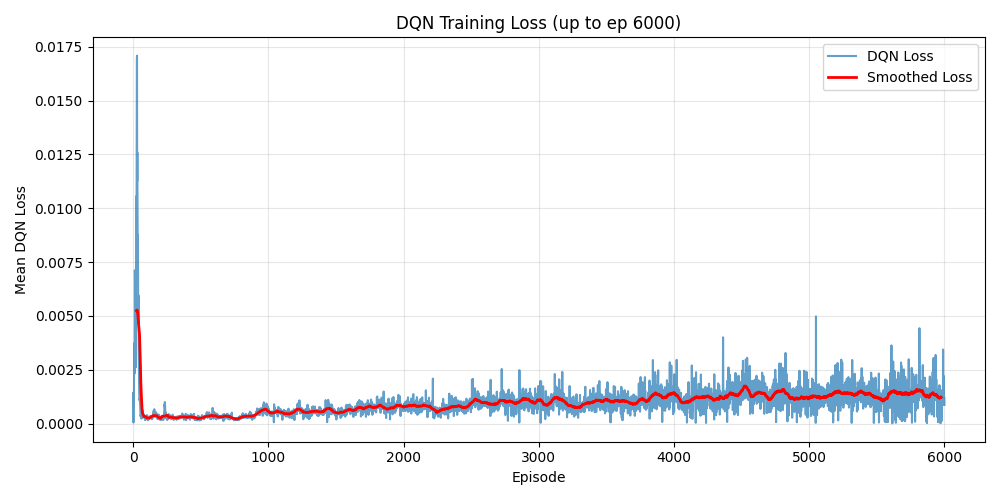 DQN Training Loss (up to ep 6000)
DQN Loss
Smoothed Loss
Mean DQN Loss
0.0175
0.0150
0.0125
0.0100
0.0075
0.0050
0.0025
0.0000
0 1000 2000 3000 4000 5000 6000
Episode